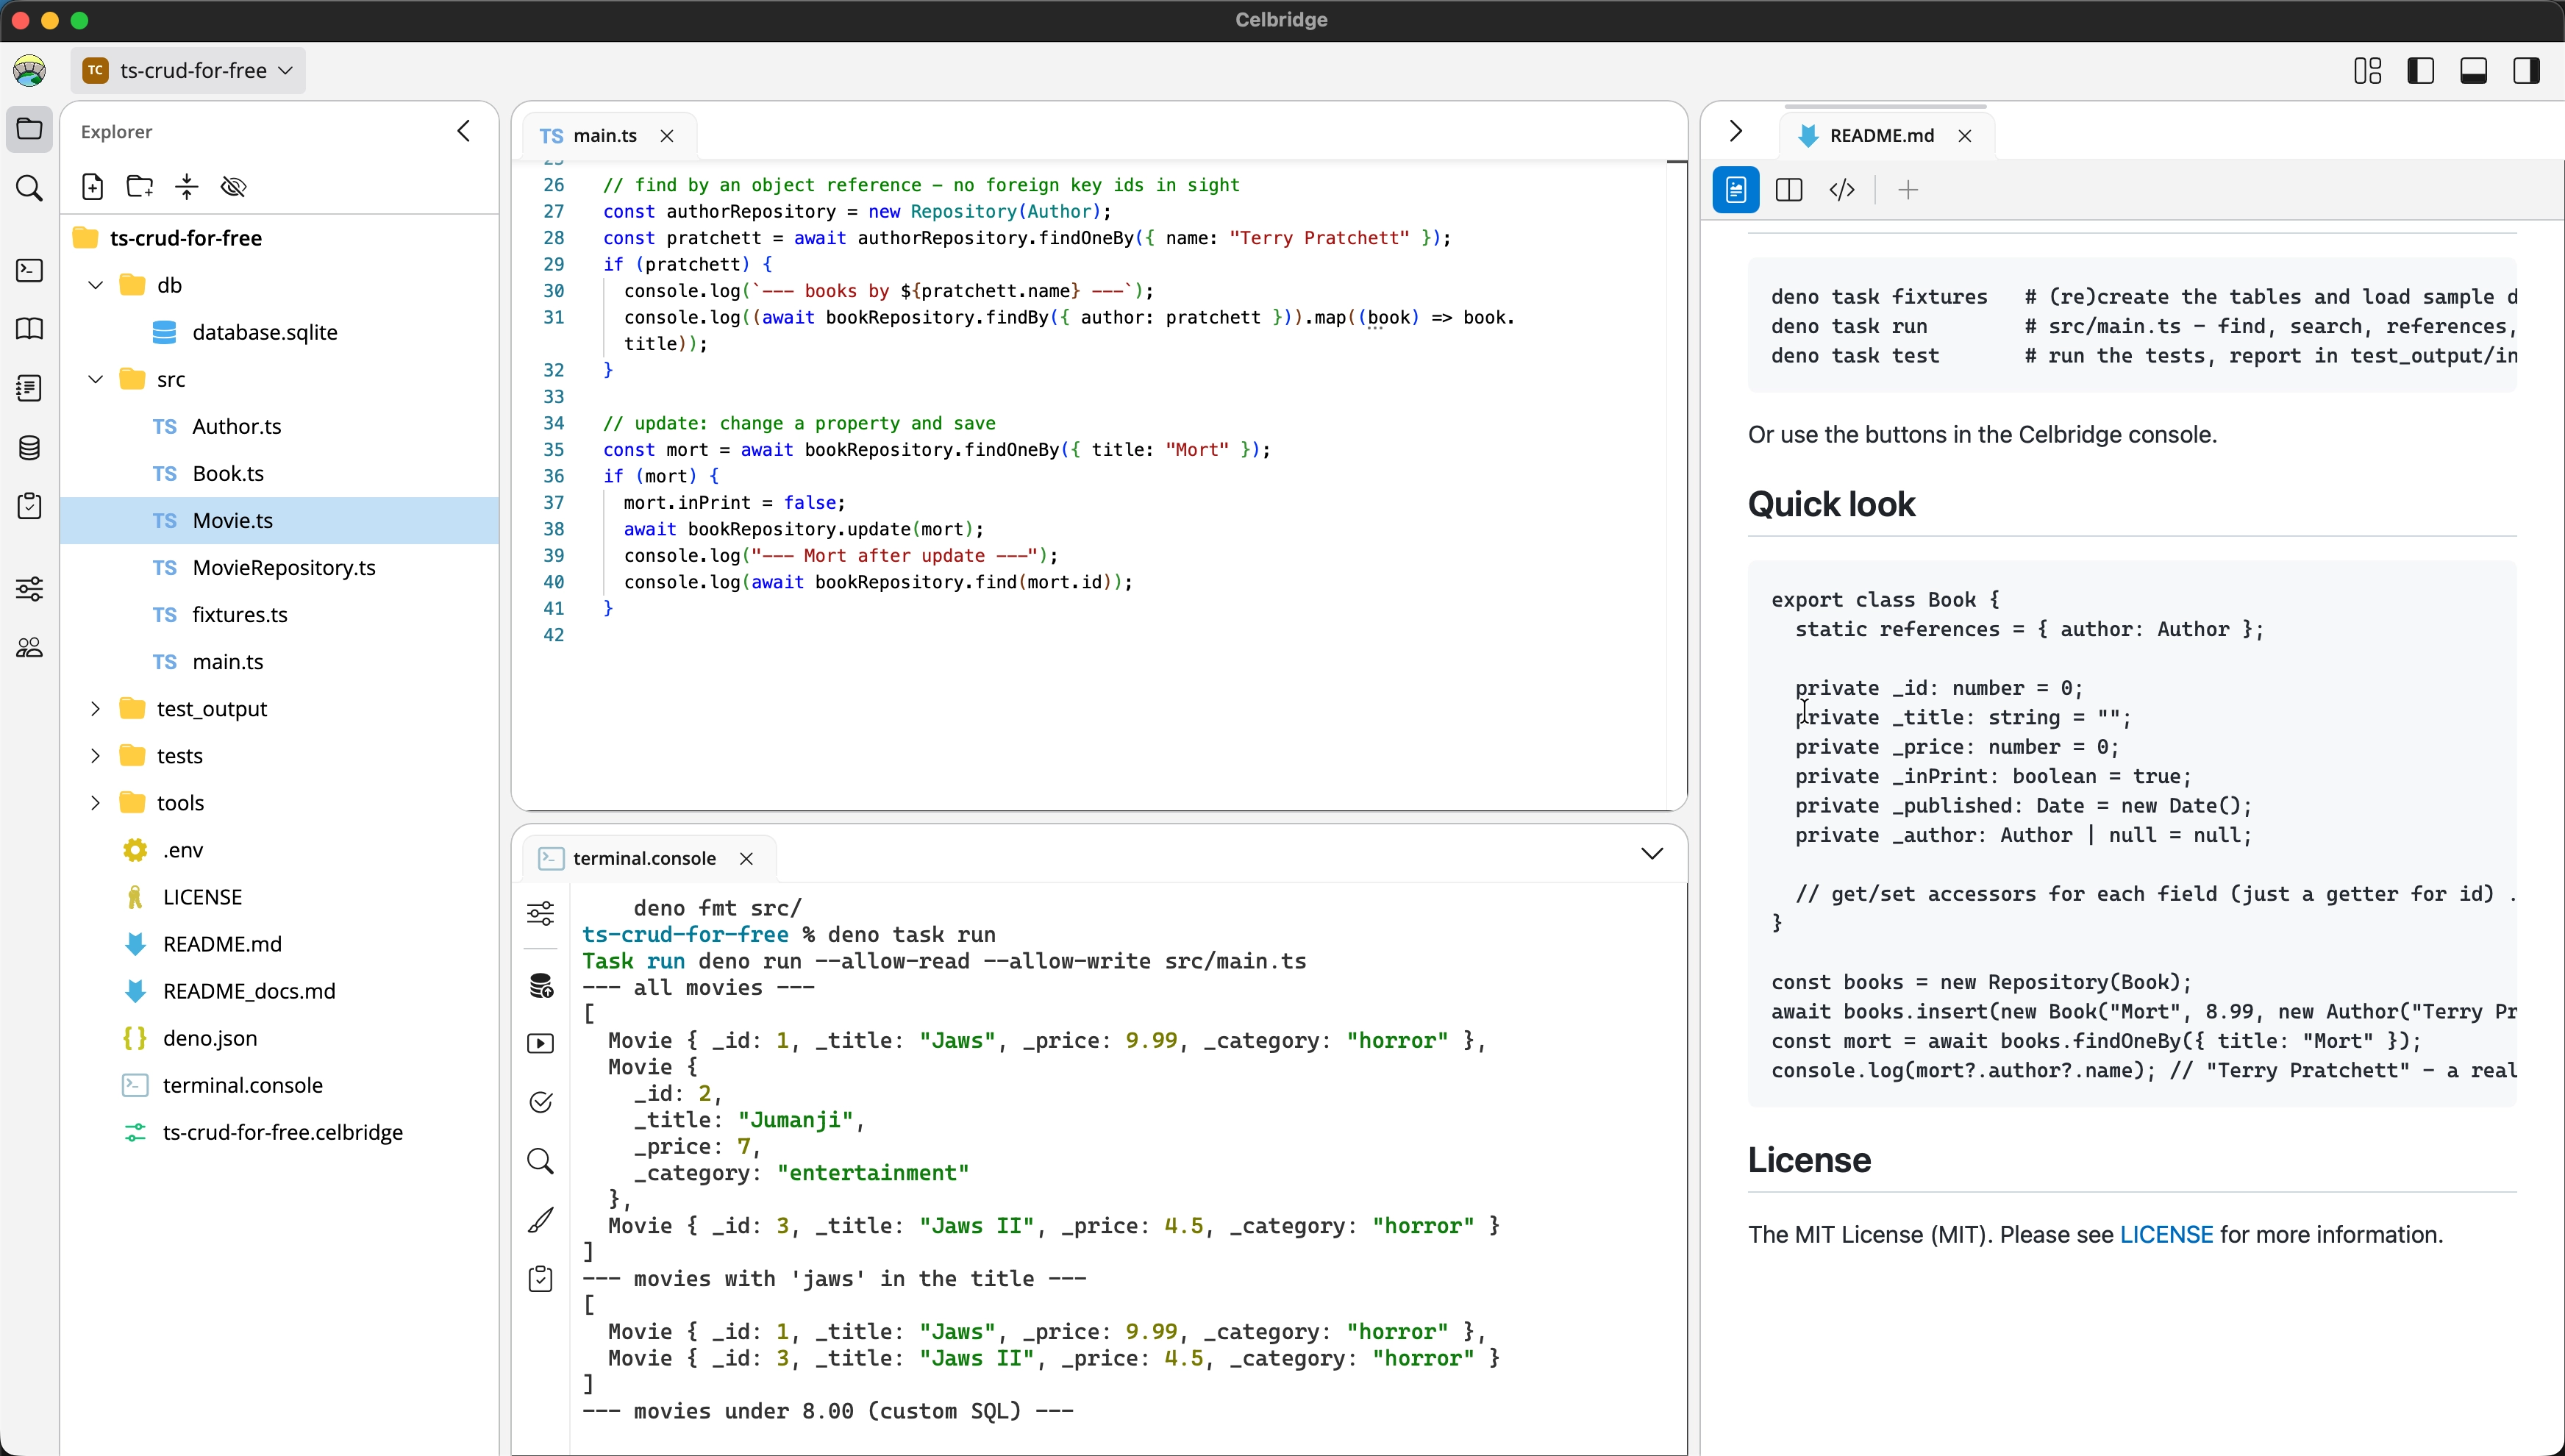 Celbridge
TC ts-crud-for-free
Explorer
ts-crud-for-free
db
database.sqlite
src
TS Author.ts
TS Book.ts
TS Movie.ts
TS MovieRepository.ts
TS fixtures.ts
TS main.ts
test_output
tests
tools
.env
LICENSE
README.md
README_docs.md
{} deno.json
terminal.console
ts-crud-for-free.celbridge
TS main.ts
26 // find by an object reference – no foreign key ids in sight
27 const authorRepository = new Repository(Author);
28 const pratchett = await authorRepository.findOneBy({ name: "Terry Pratchett" });
29 if (pratchett) {
30 console.log(`--- books by ${pratchett.name} ---`);
31 console.log((await bookRepository.findBy({ author: pratchett })).map((book) => book.
title));
32 }
33
34 // update: change a property and save
35 const mort = await bookRepository.findOneBy({ title: "Mort" });
36 if (mort) {
37 mort.inPrint = false;
38 await bookRepository.update(mort);
39 console.log("--- Mort after update ---");
40 console.log(await bookRepository.find(mort.id));
41 }
42
terminal.console
deno fmt src/
ts-crud-for-free % deno task run
Task run deno run --allow-read --allow-write src/main.ts
--- all movies ---
[
Movie { _id: 1, _title: "Jaws", _price: 9.99, _category: "horror" },
Movie {
_id: 2,
_title: "Jumanji",
_price: 7,
_category: "entertainment"
},
Movie { _id: 3, _title: "Jaws II", _price: 4.5, _category: "horror" }
]
--- movies with 'jaws' in the title ---
[
Movie { _id: 1, _title: "Jaws", _price: 9.99, _category: "horror" },
Movie { _id: 3, _title: "Jaws II", _price: 4.5, _category: "horror" }
]
--- movies under 8.00 (custom SQL) ---
README.md
deno task fixtures # (re)create the tables and load sample d
deno task run # src/main.ts – find, search, references,
deno task test # run the tests, report in test_output/in
Or use the buttons in the Celbridge console.
Quick look
export class Book {
static references = { author: Author };
private _id: number = 0;
private _title: string = "";
private _price: number = 0;
private _inPrint: boolean = true;
private _published: Date = new Date();
private _author: Author | null = null;
// get/set accessors for each field (just a getter for id) .
}
const books = new Repository(Book);
await books.insert(new Book("Mort", 8.99, new Author("Terry Pr
const mort = await books.findOneBy({ title: "Mort" });
console.log(mort?.author?.name); // "Terry Pratchett" – a real
License
The MIT License (MIT). Please see LICENSE for more information.